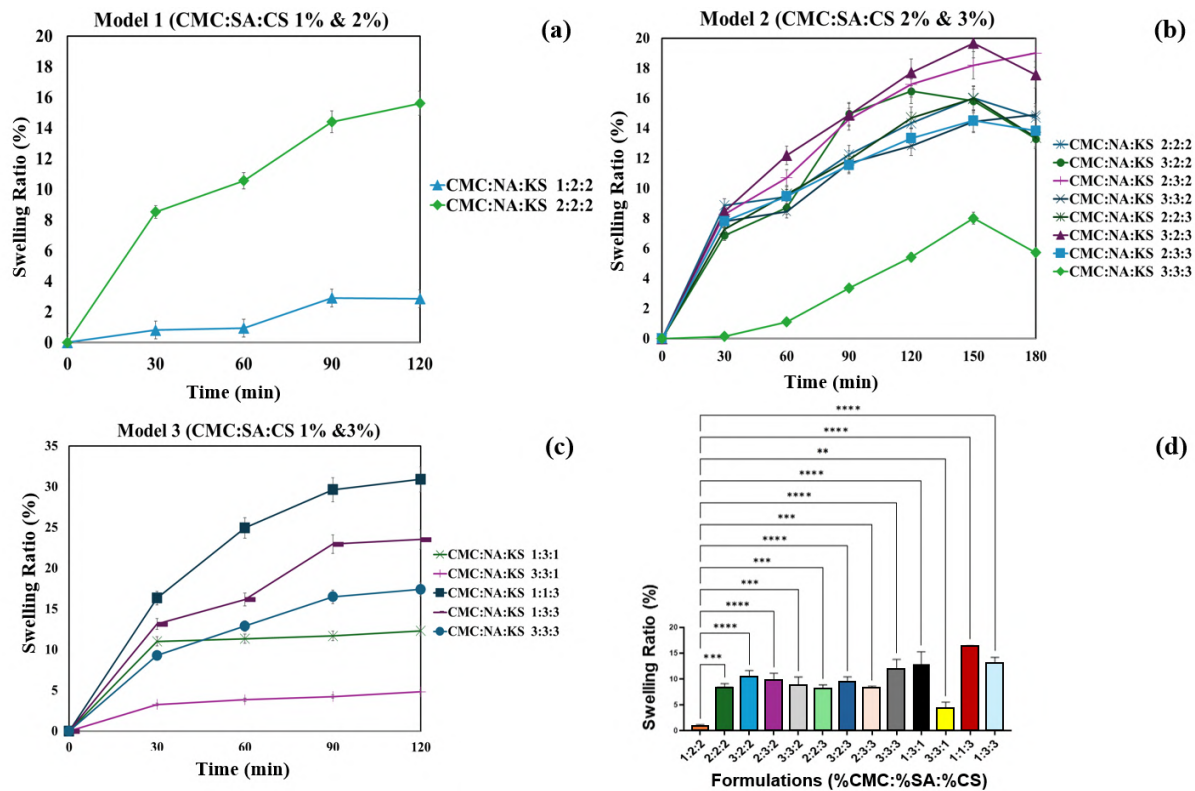 Model 1 (CMC:SA:CS 1% & 2%)
(a)
20
18
16
14
12
10
8
6
4
2
0
Swelling Ratio (%)
0 30 60 90 120
Time (min)
CMC:NA:KS 1:2:2
CMC:NA:KS 2:2:2
Model 2 (CMC:SA:CS 2% & 3%)
(b)
20
18
16
14
12
10
8
6
4
2
0
Swelling Ratio (%)
0 30 60 90 120 150 180
Time (min)
CMC:NA:KS 2:2:2
CMC:NA:KS 3:2:2
CMC:NA:KS 2:3:2
CMC:NA:KS 3:3:2
CMC:NA:KS 2:2:3
CMC:NA:KS 3:2:3
CMC:NA:KS 2:3:3
CMC:NA:KS 3:3:3
Model 3 (CMC:SA:CS 1% &3%)
(c)
35
30
25
20
15
10
5
0
Swelling Ratio (%)
0 30 60 90 120
Time (min)
CMC:NA:KS 1:3:1
CMC:NA:KS 3:3:1
CMC:NA:KS 1:1:3
CMC:NA:KS 1:3:3
CMC:NA:KS 3:3:3
(d)
****
****
**
****
****
***
****
***
***
****
****
***
20
15
10
5
0
Swelling Ratio (%)
1:2:2 2:2:2 3:2:2 2:3:2 3:3:2 2:2:3 3:2:3 2:3:3 3:3:3 1:3:1 3:3:1 1:1:3 1:3:3
Formulations (%CMC:%SA:%CS)